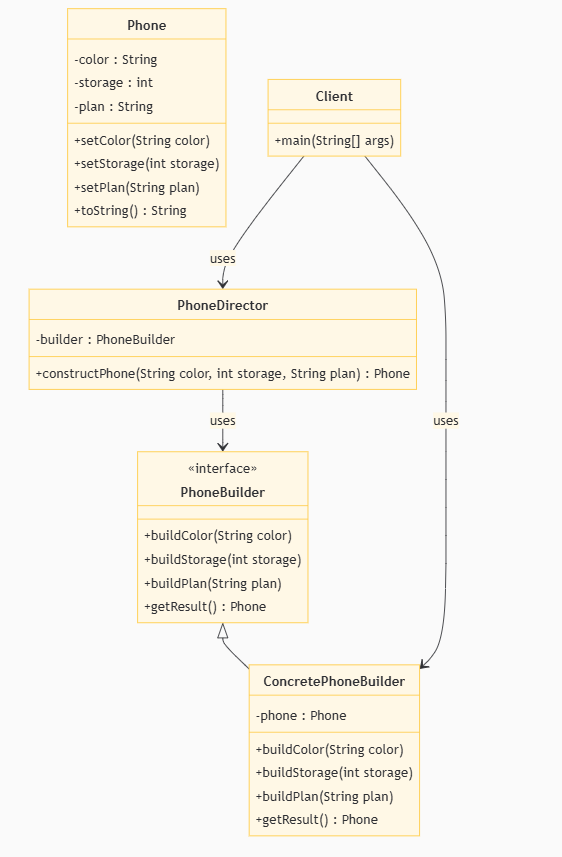 Phone
-color : String
-storage : int
-plan : String
+setColor(String color)
+setStorage(int storage)
+setPlan(String plan)
+toString() : String
Client
+main(String[] args)
uses
PhoneDirector
-builder : PhoneBuilder
+constructPhone(String color, int storage, String plan) : Phone
uses
uses
«interface»
PhoneBuilder
+buildColor(String color)
+buildStorage(int storage)
+buildPlan(String plan)
+getResult() : Phone
ConcretePhoneBuilder
-phone : Phone
+buildColor(String color)
+buildStorage(int storage)
+buildPlan(String plan)
+getResult() : Phone